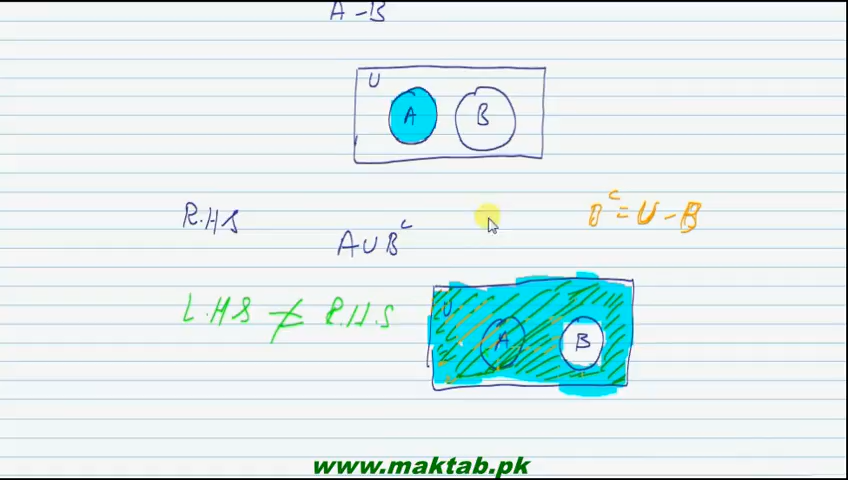 A - B
U
A B
R.H.S
B^c = U - B
A ∪ B^c
L.H.S ≠ R.H.S
U
A B
www.maktab.pk